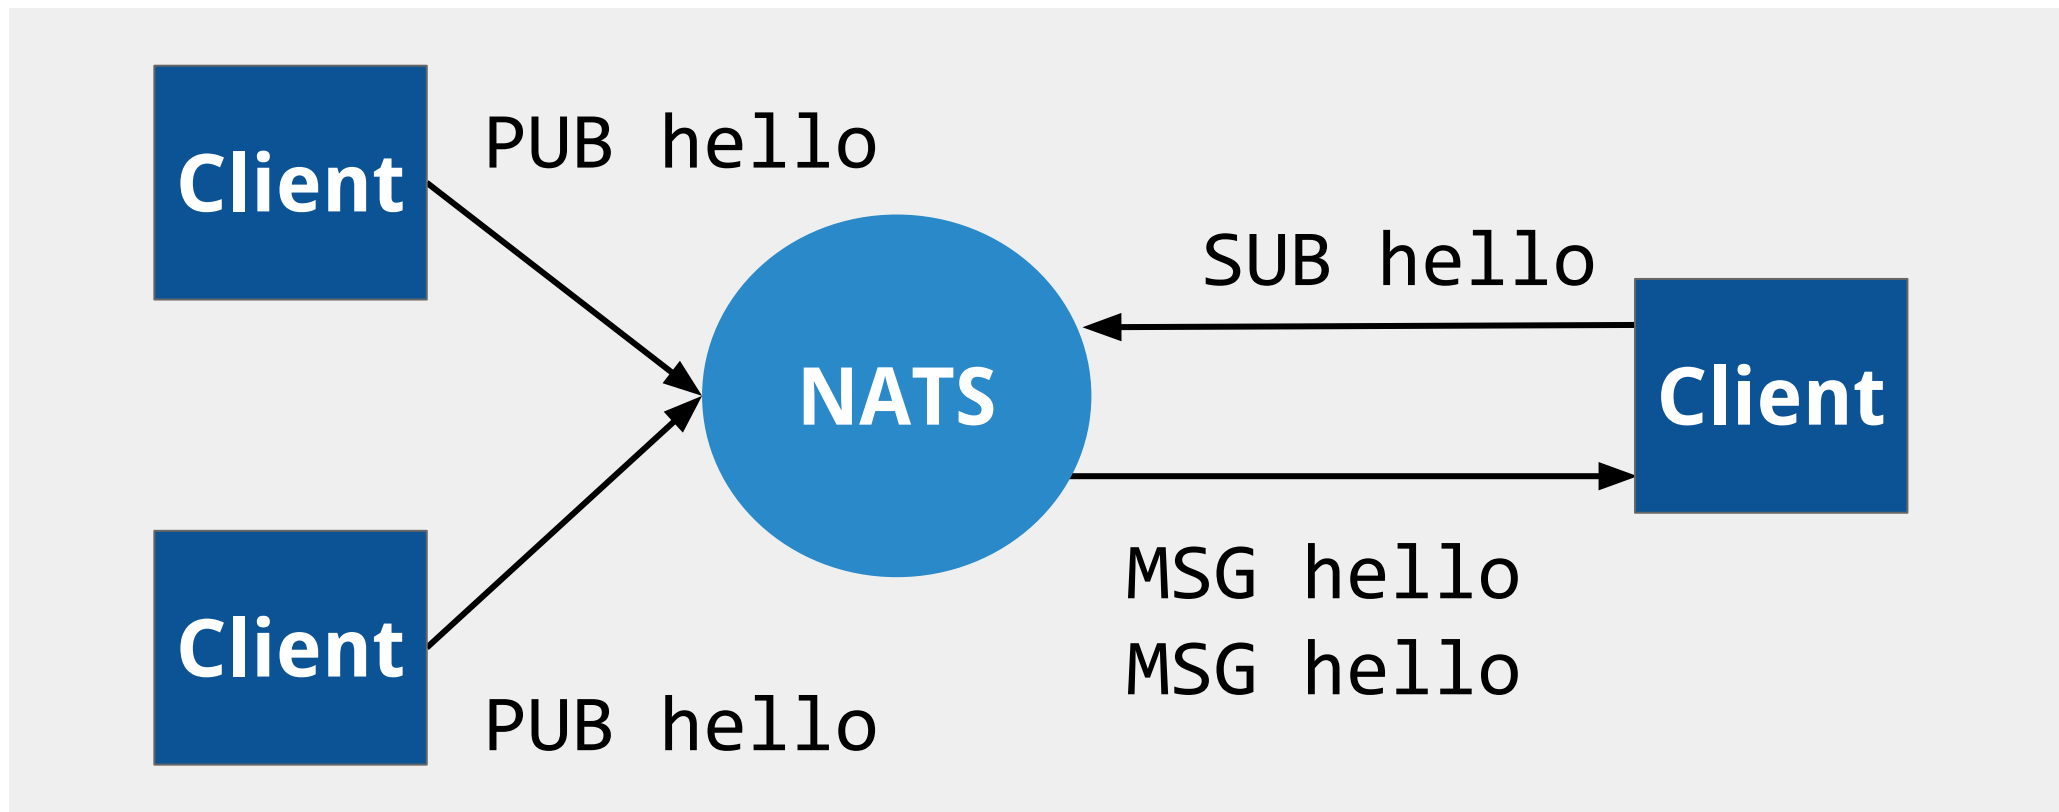 Client
PUB hello
NATS
SUB hello
Client
MSG hello
MSG hello
Client
PUB hello